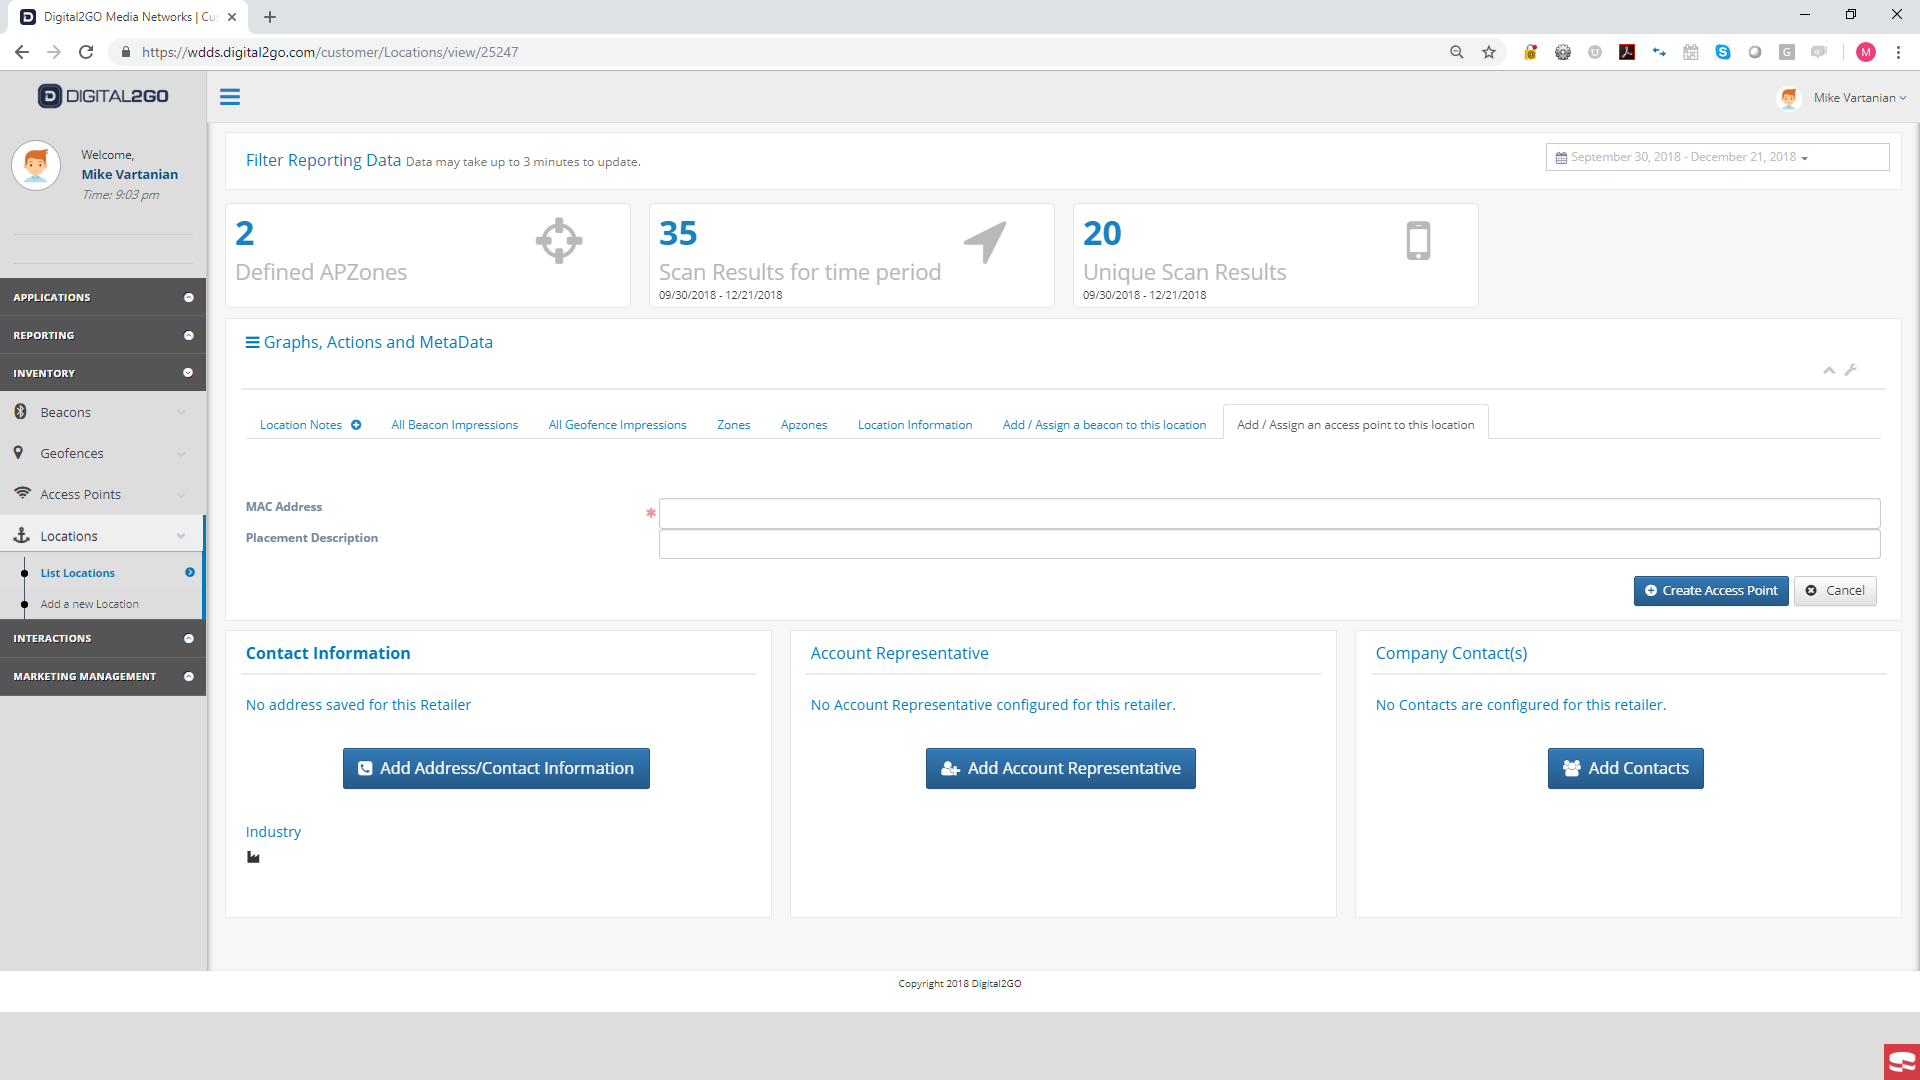 Digital2GO Media Networks | Cu
https://wdds.digital2go.com/customer/Locations/view/25247
M
DIGITAL2GO
Mike Vartanian
Welcome,
Mike Vartanian
Time: 9:03 pm
APPLICATIONS
REPORTING
INVENTORY
Beacons
Geofences
Access Points
Locations
List Locations
Add a new Location
INTERACTIONS
MARKETING MANAGEMENT
Filter Reporting Data Data may take up to 3 minutes to update.
September 30, 2018 - December 21, 2018
2
Defined APZones
35
Scan Results for time period
09/30/2018 - 12/21/2018
20
Unique Scan Results
09/30/2018 - 12/21/2018
Graphs, Actions and MetaData
Location Notes
All Beacon Impressions
All Geofence Impressions
Zones
Apzones
Location Information
Add / Assign a beacon to this location
Add / Assign an access point to this location
MAC Address
*
Placement Description
Create Access Point
Cancel
Contact Information
No address saved for this Retailer
Add Address/Contact Information
Industry
Account Representative
No Account Representative configured for this retailer.
Add Account Representative
Company Contact(s)
No Contacts are configured for this retailer.
Add Contacts
Copyright 2018 Digital2GO